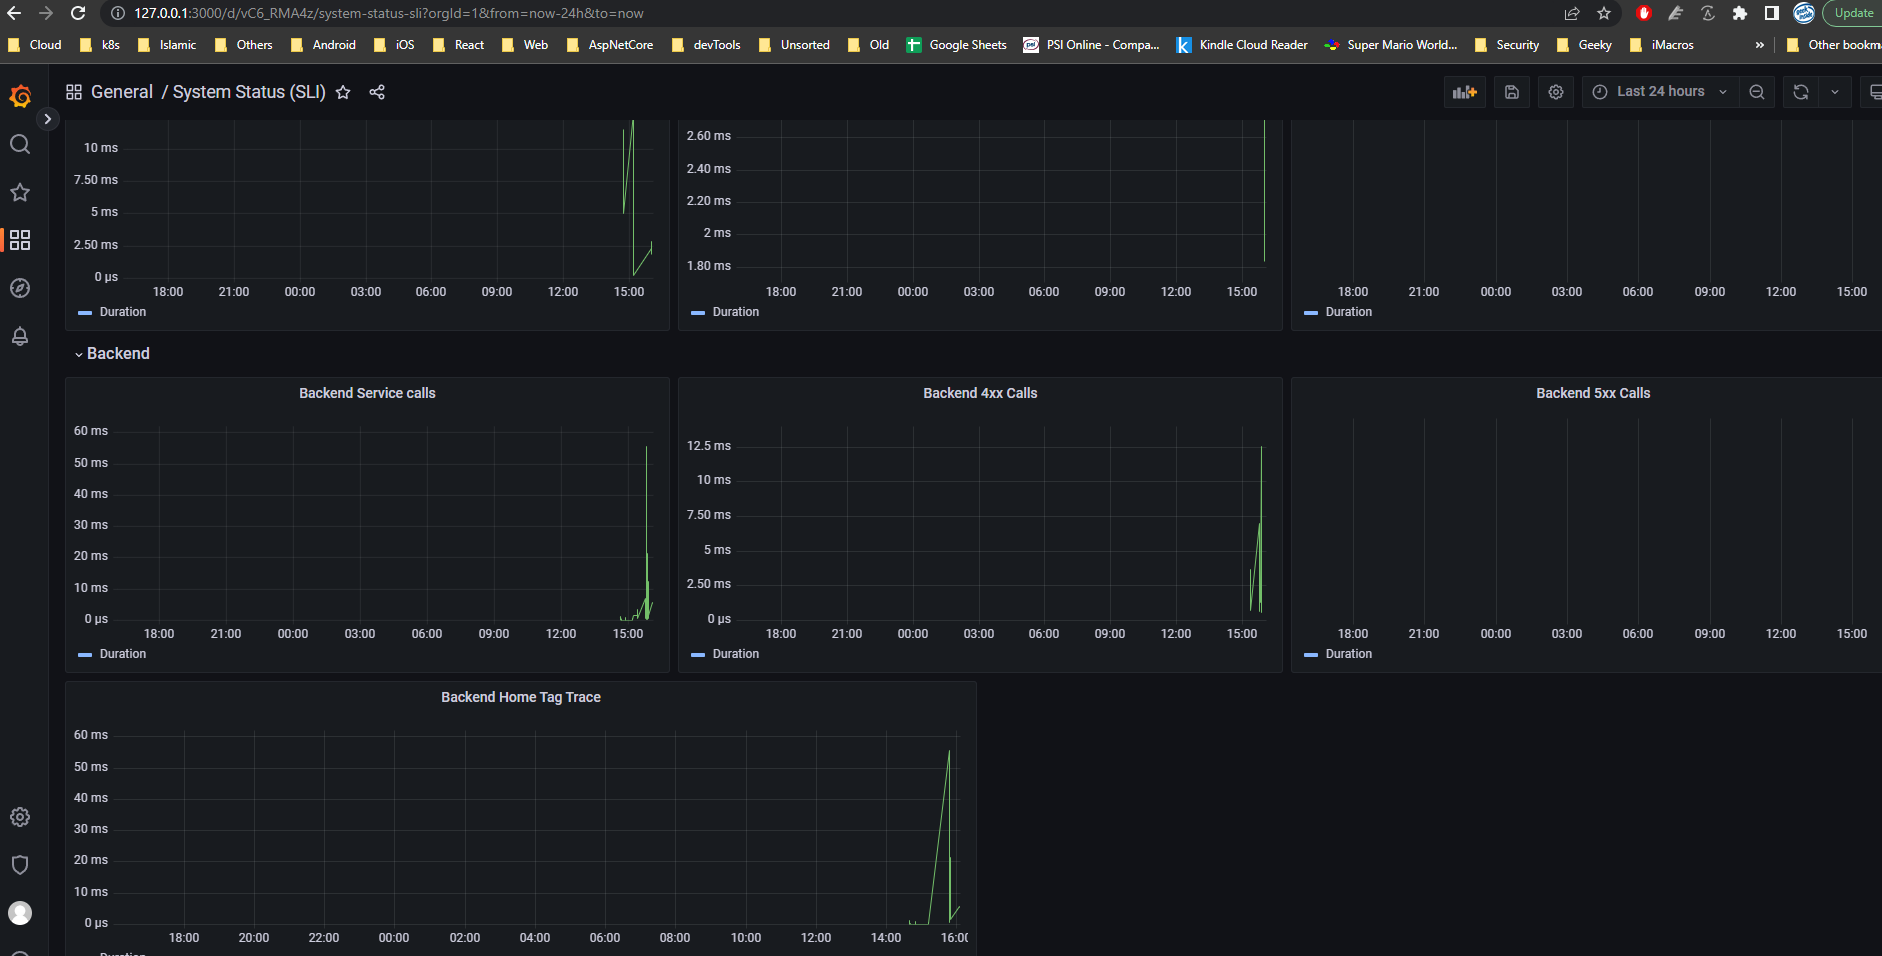 127.0.0.1:3000/d/vC6_RMA4z/system-status-sli?orgId=1&from=now-24h&to=now
Update
Cloud k8s Islamic Others Android iOS React Web AspNetCore devTools Unsorted Old Google Sheets PSI Online - Compa... Kindle Cloud Reader Super Mario World... Security Geeky iMacros » Other bookm
General / System Status (SLI)
Last 24 hours
10 ms
7.50 ms
5 ms
2.50 ms
0 µs
18:00 21:00 00:00 03:00 06:00 09:00 12:00 15:00
Duration
2.60 ms
2.40 ms
2.20 ms
2 ms
1.80 ms
18:00 21:00 00:00 03:00 06:00 09:00 12:00 15:00
Duration
18:00 21:00 00:00 03:00 06:00 09:00 12:00 15:00
Duration
Backend
Backend Service calls
60 ms
50 ms
40 ms
30 ms
20 ms
10 ms
0 µs
18:00 21:00 00:00 03:00 06:00 09:00 12:00 15:00
Duration
Backend 4xx Calls
12.5 ms
10 ms
7.50 ms
5 ms
2.50 ms
0 µs
18:00 21:00 00:00 03:00 06:00 09:00 12:00 15:00
Duration
Backend 5xx Calls
18:00 21:00 00:00 03:00 06:00 09:00 12:00 15:00
Duration
Backend Home Tag Trace
60 ms
50 ms
40 ms
30 ms
20 ms
10 ms
0 µs
18:00 20:00 22:00 00:00 02:00 04:00 06:00 08:00 10:00 12:00 14:00 16:00
Duration